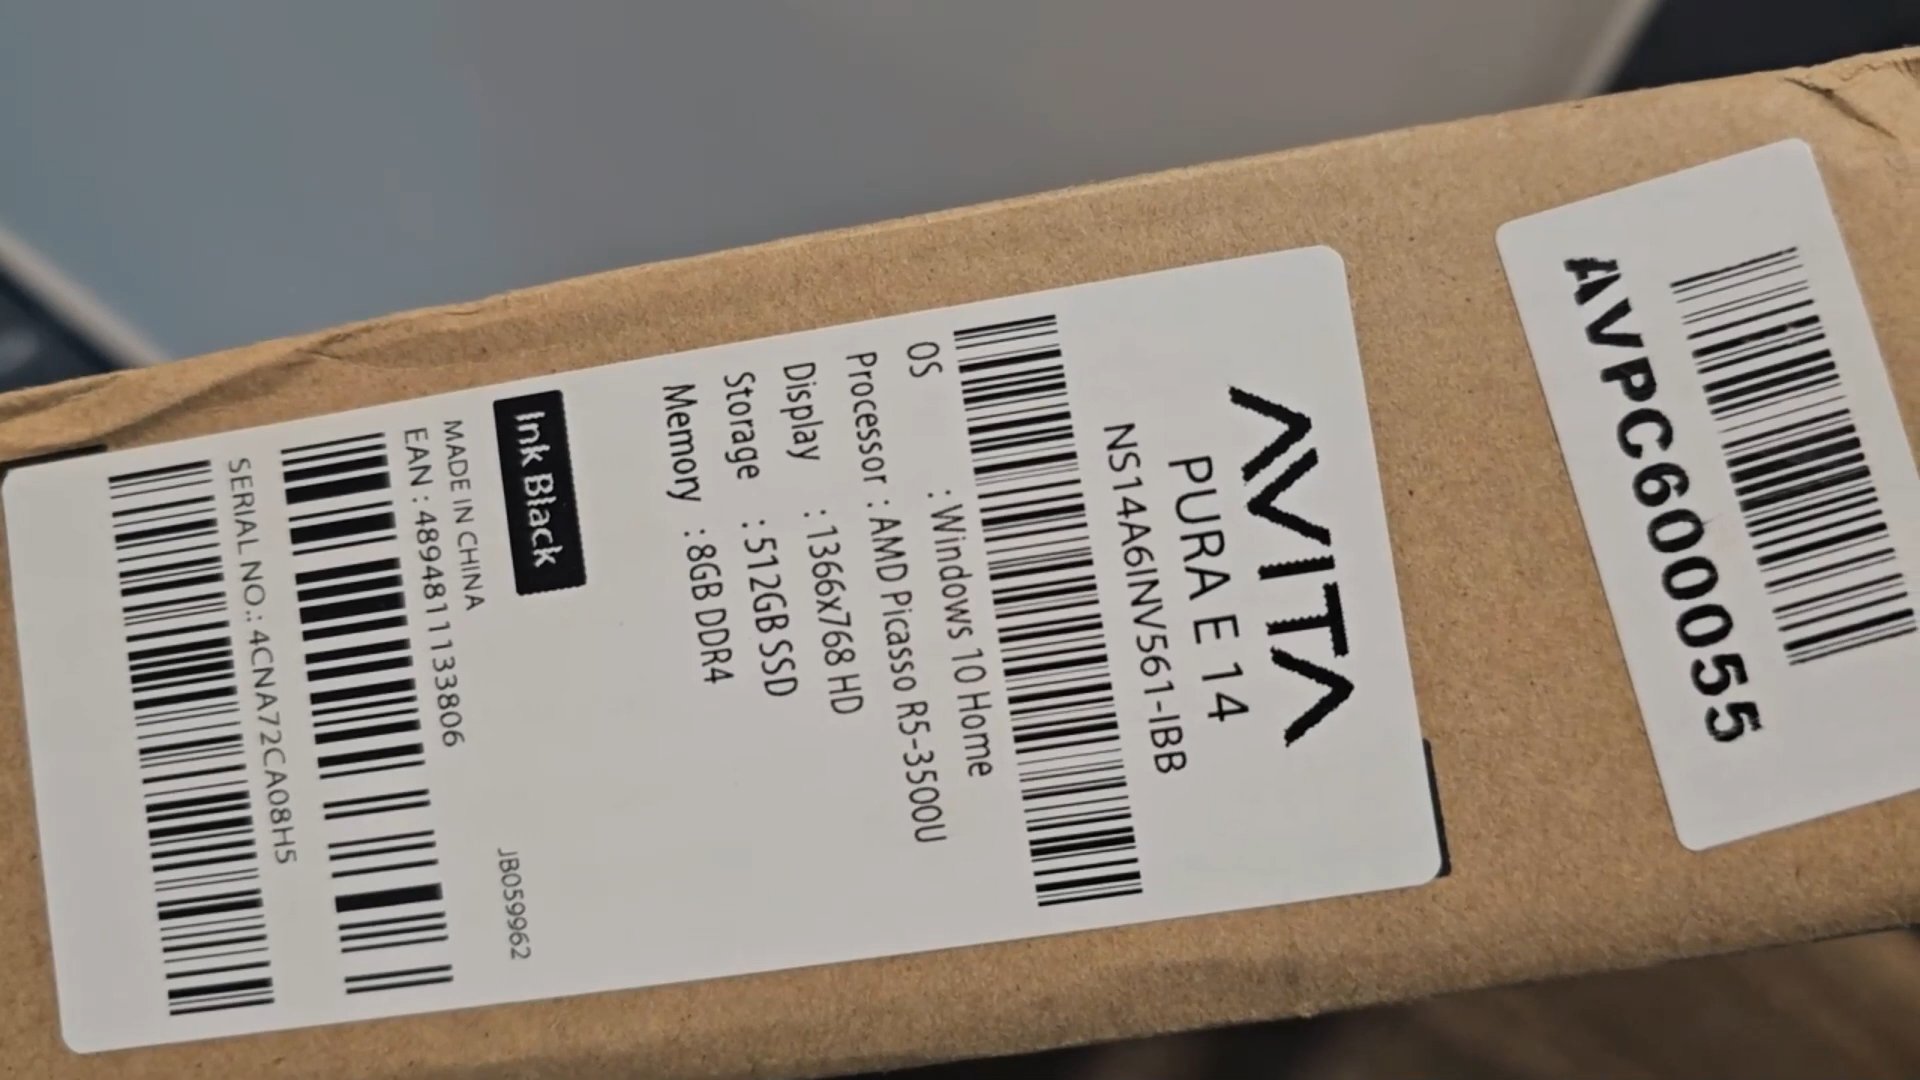 AVPC600055
AVITA
PURA E 14
NS14A6INV561-IBB
OS : Windows 10 Home
Processor : AMD Picasso R5-3500U
Display : 1366x768 HD
Storage : 512GB SSD
Memory : 8GB DDR4
Ink Black
JB059962
MADE IN CHINA
EAN : 4894811133806
SERIAL NO.: 4CNA72CA08H5